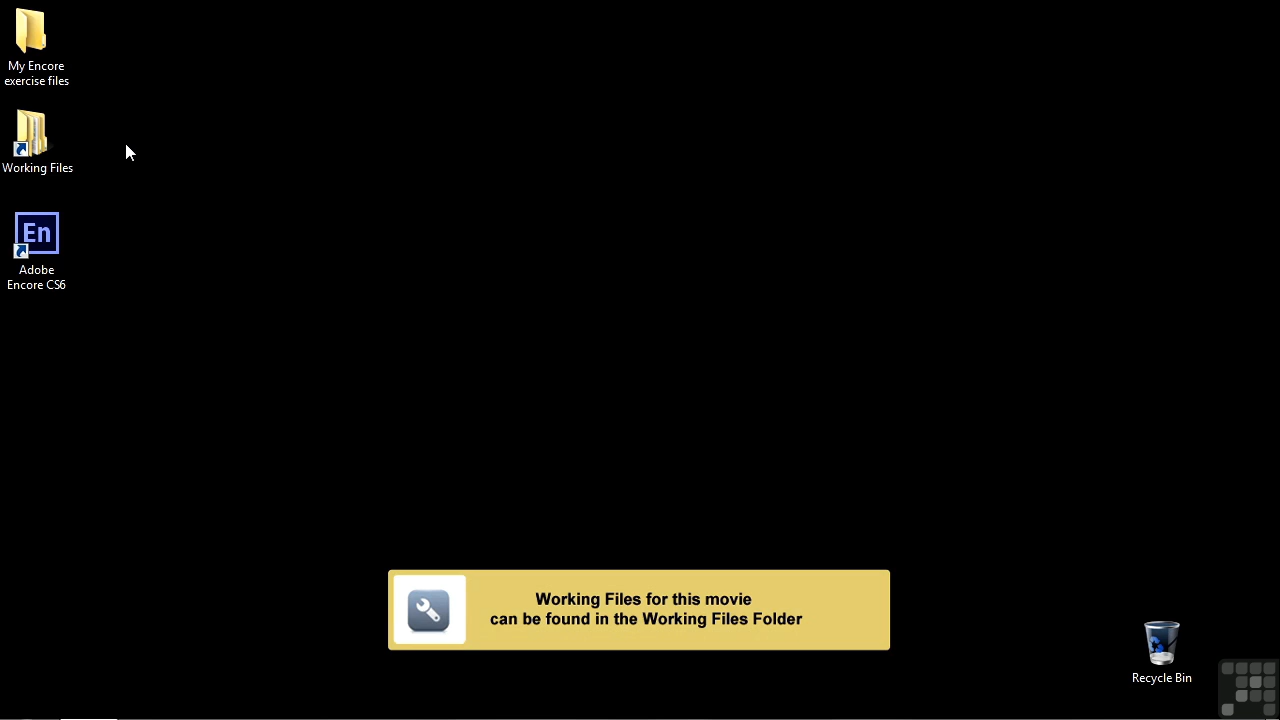 My Encore
exercise files
Working Files
En
Adobe
Encore CS6
Working Files for this movie
can be found in the Working Files Folder
Recycle Bin